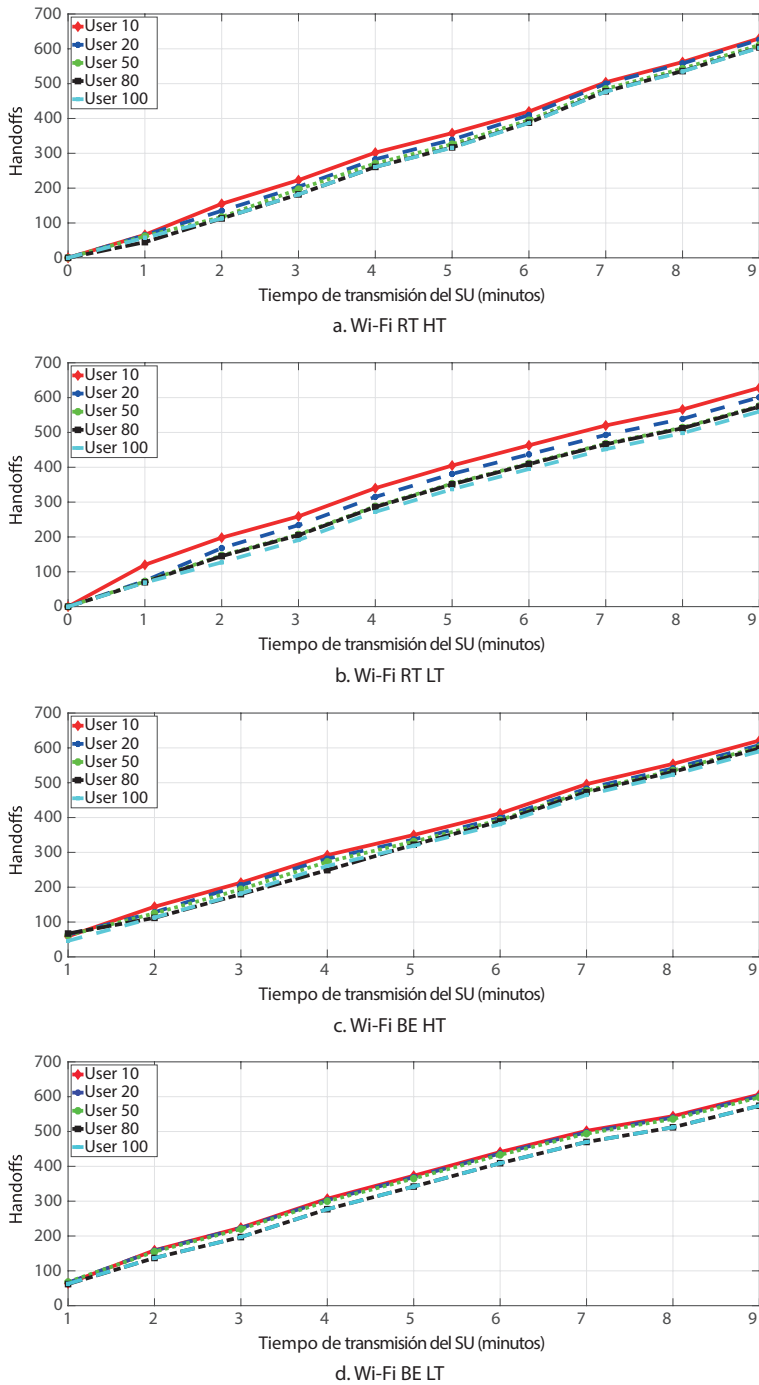 700
600
500
400
300
200
100
0
Handoffs
User 10
User 20
User 50
User 80
User 100
0 1 2 3 4 5 6 7 8 9
Tiempo de transmisión del SU (minutos)
a. Wi-Fi RT HT
700
600
500
400
300
200
100
0
Handoffs
User 10
User 20
User 50
User 80
User 100
0 1 2 3 4 5 6 7 8 9
Tiempo de transmisión del SU (minutos)
b. Wi-Fi RT LT
700
600
500
400
300
200
100
0
Handoffs
User 10
User 20
User 50
User 80
User 100
1 2 3 4 5 6 7 8 9
Tiempo de transmisión del SU (minutos)
c. Wi-Fi BE HT
700
600
500
400
300
200
100
0
Handoffs
User 10
User 20
User 50
User 80
User 100
1 2 3 4 5 6 7 8 9
Tiempo de transmisión del SU (minutos)
d. Wi-Fi BE LT